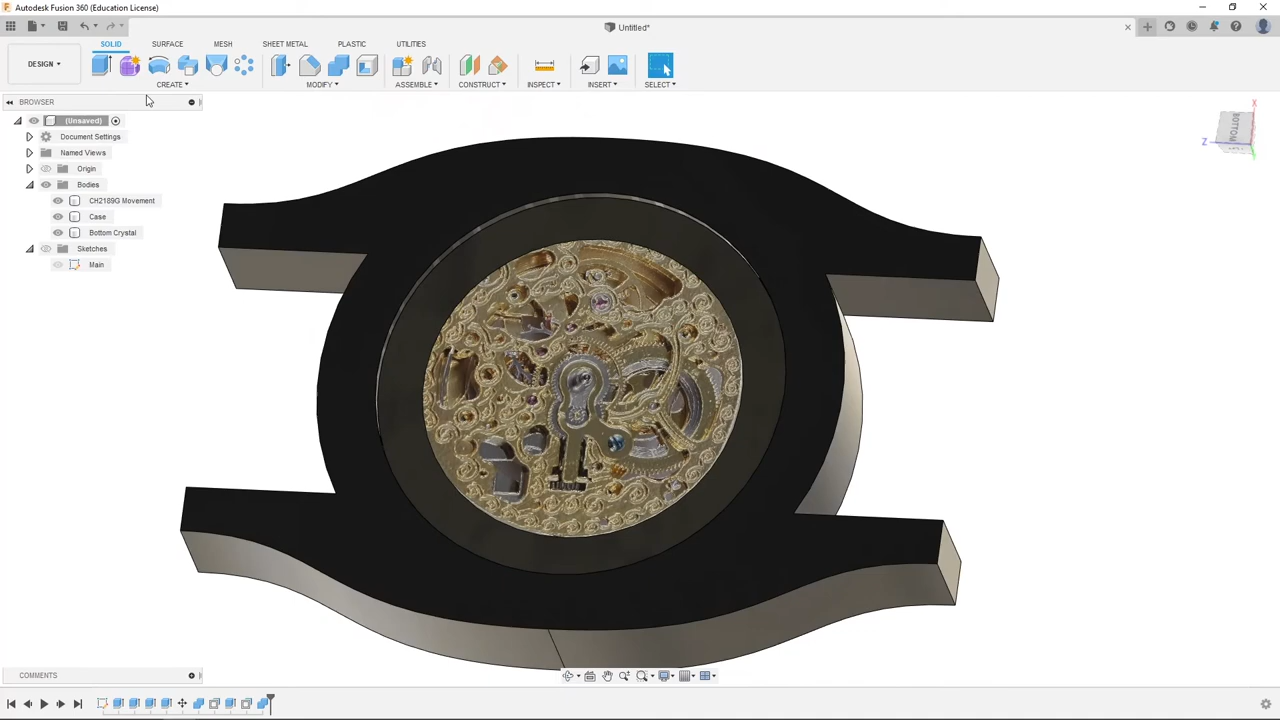 Autodesk Fusion 360 (Education License)
Untitled*
SOLID SURFACE MESH SHEET METAL PLASTIC UTILITIES
DESIGN
CREATE MODIFY ASSEMBLE CONSTRUCT INSPECT INSERT SELECT
BROWSER
(Unsaved)
Document Settings
Named Views
Origin
Bodies
CH2189G Movement
Case
Bottom Crystal
Sketches
Main
X
BOTTOM
Z
COMMENTS